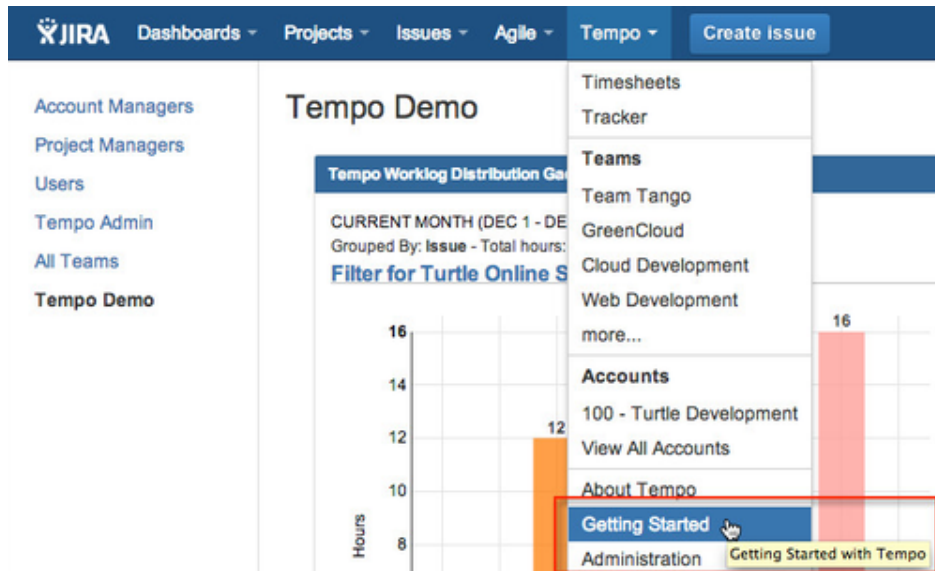 JIRA Dashboards Projects Issues Agile Tempo Create issue
Account Managers
Project Managers
Users
Tempo Admin
All Teams
Tempo Demo
Tempo Demo
Tempo Worklog Distribution
CURRENT MONTH (DEC 1 -
Grouped By: Issue - Total hours:
Filter for Turtle Online
16
14
12
10
8
Hours
12
16
Timesheets
Tracker
Teams
Team Tango
GreenCloud
Cloud Development
Web Development
more...
Accounts
100 - Turtle Development
View All Accounts
About Tempo
Getting Started
Administration
Getting Started with Tempo